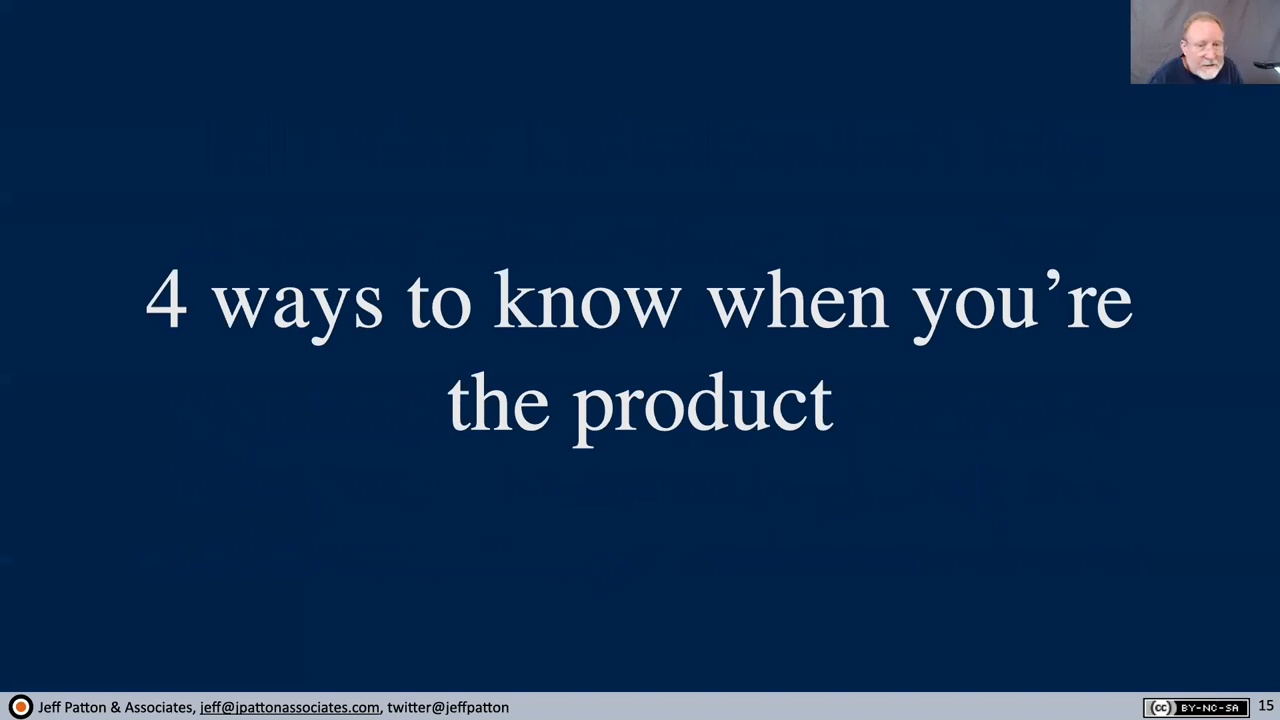 4 ways to know when you’re
the product
Jeff Patton & Associates, jeff@jpattonassociates.com, twitter@jeffpatton
cc BY-NC-SA
15